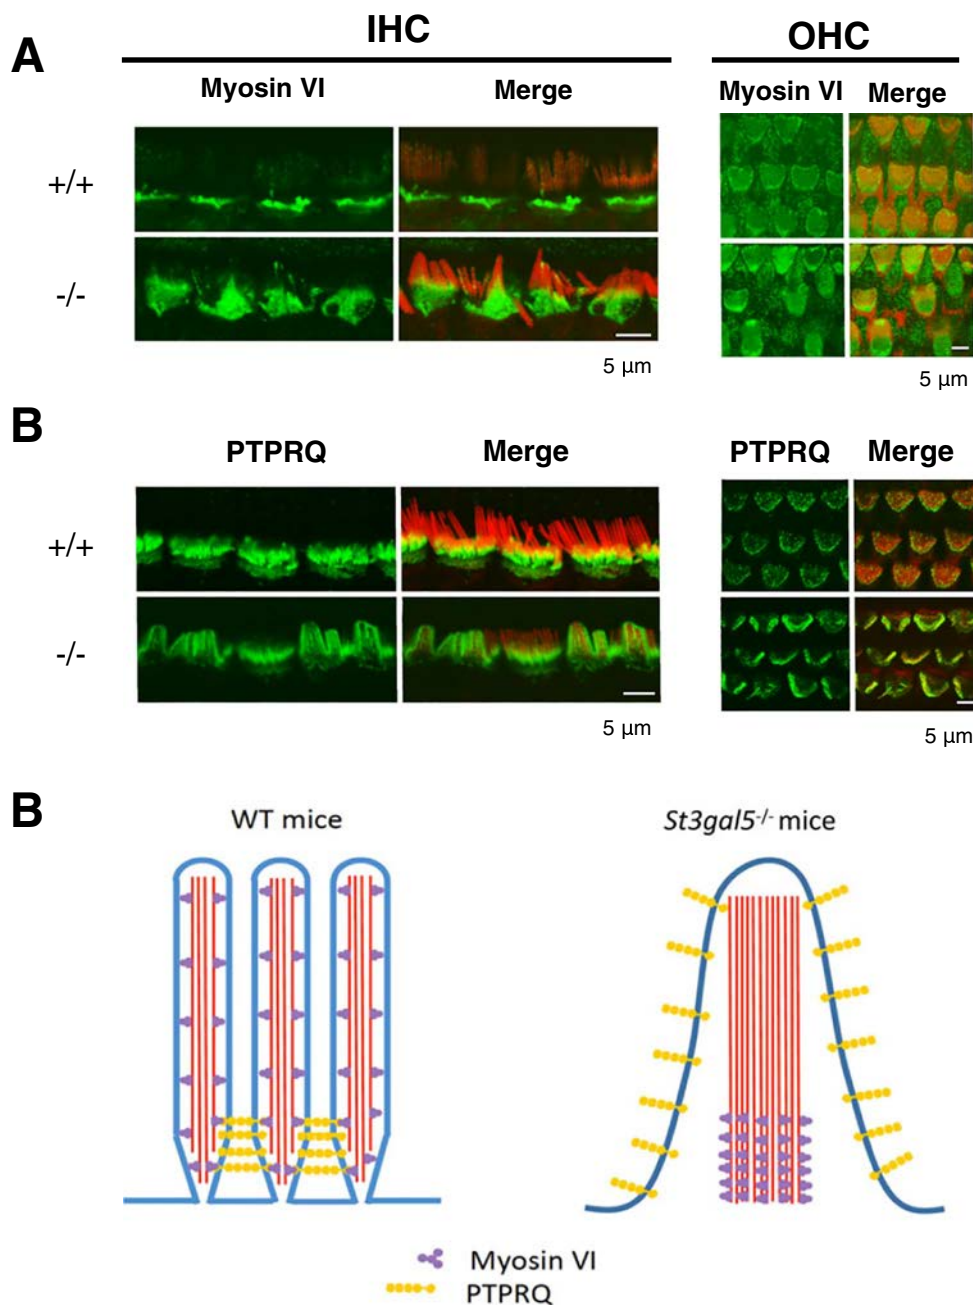 A
IHC
OHC
Myosin VI
Merge
Myosin VI
Merge
+/+
-/-
5 µm
5 µm
B
PTPRQ
Merge
PTPRQ
Merge
+/+
-/-
5 µm
5 µm
B
WT mice
St3gal5-/- mice
Myosin VI
PTPRQ